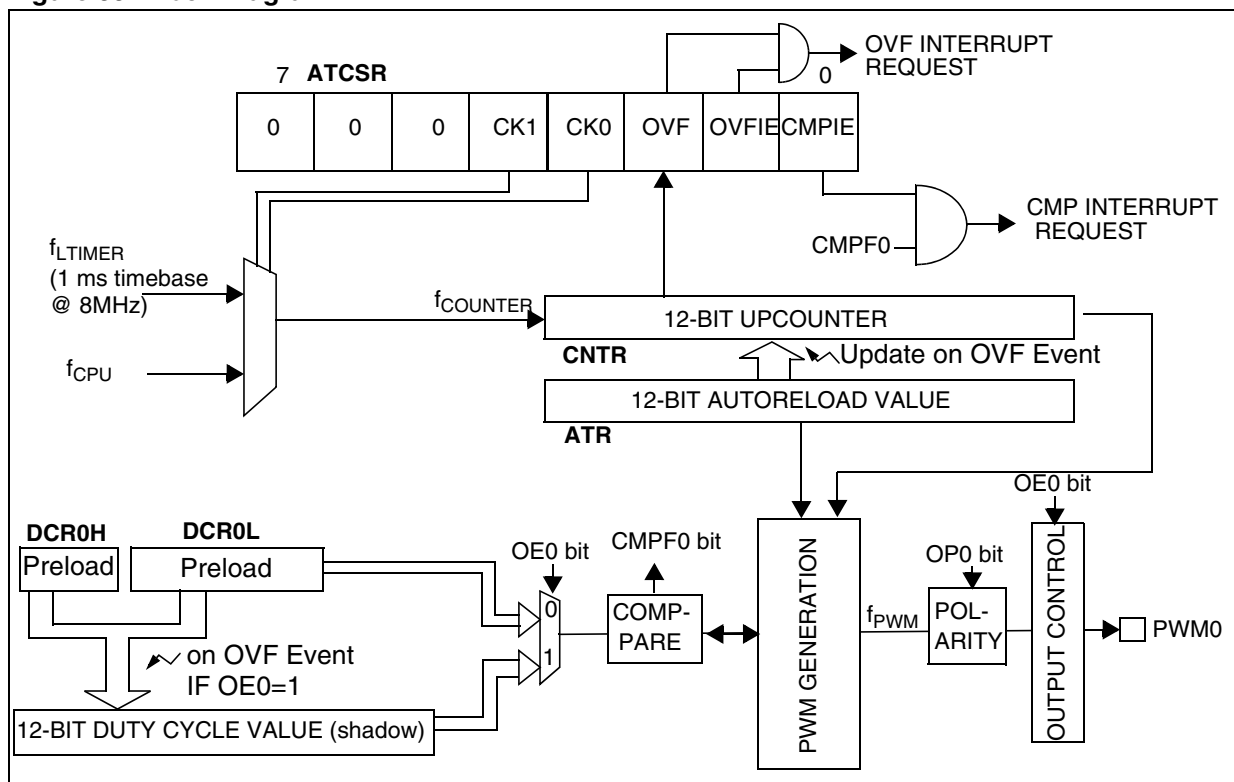 OVF INTERRUPT
REQUEST
7 ATCSR 0
0 0 0 CK1 CK0 OVF OVFIE CMPIE
CMP INTERRUPT
REQUEST
CMPF0
fLTIMER
(1 ms timebase
@ 8MHz)
fCOUNTER
12-BIT UPCOUNTER
CNTR
Update on OVF Event
fCPU
12-BIT AUTORELOAD VALUE
ATR
OE0 bit
DCR0H
DCR0L
Preload
Preload
OE0 bit
CMPF0 bit
OP0 bit
0
1
COMP-
PARE
PWM GENERATION
fPWM
POL-
ARITY
OUTPUT CONTROL
PWM0
on OVF Event
IF OE0=1
12-BIT DUTY CYCLE VALUE (shadow)